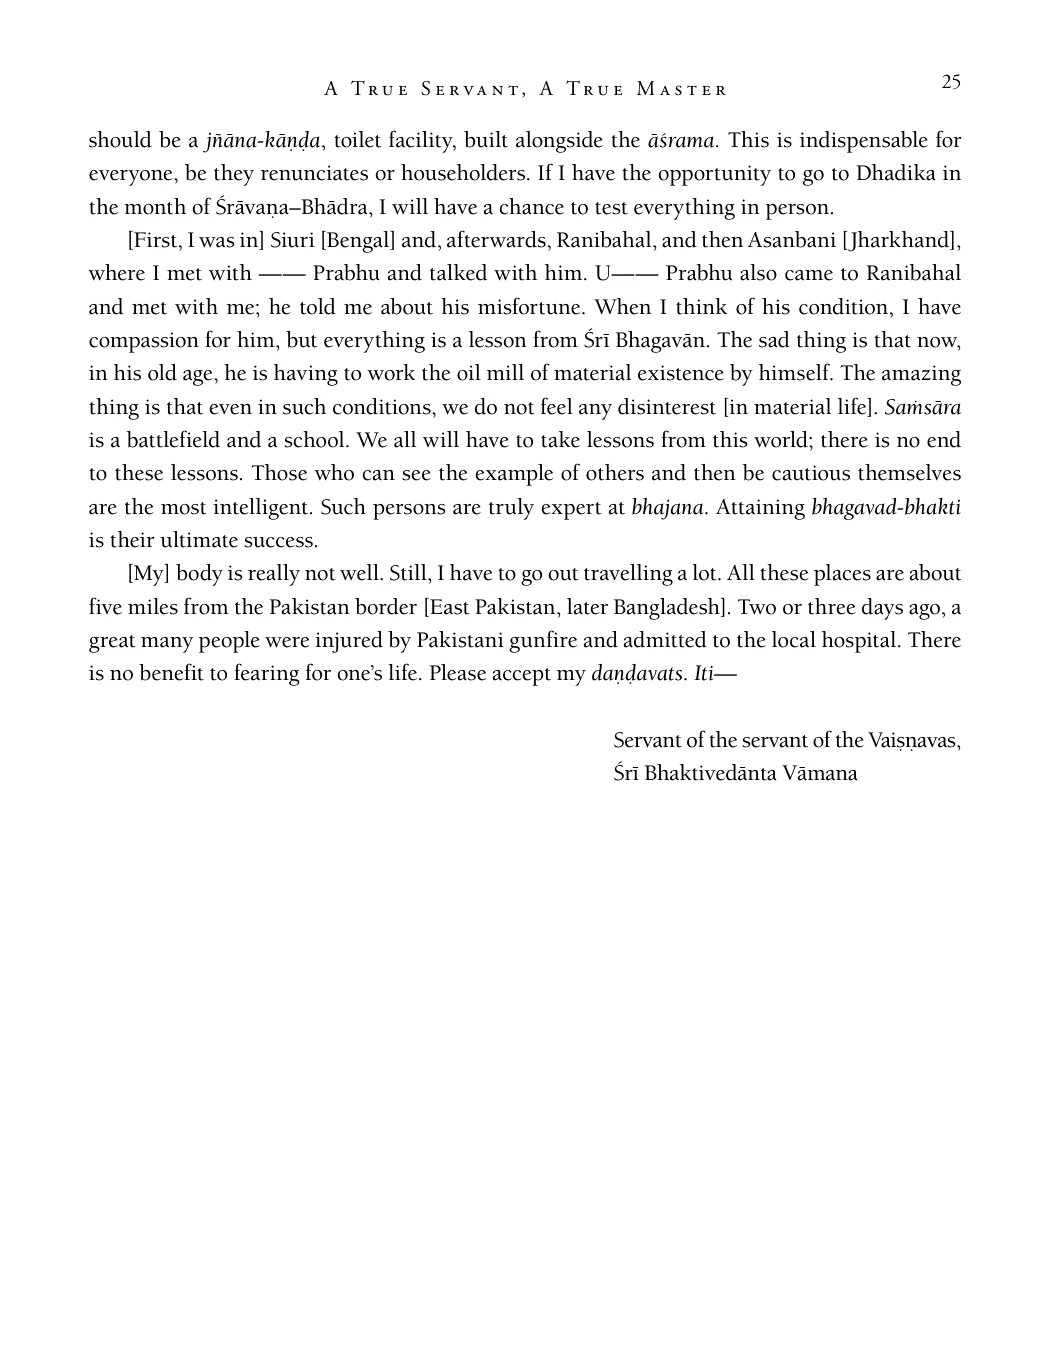 A True Servant, A True Master
25
should be a jñāna-kāṇḍa, toilet facility, built alongside the āśrama. This is indispensable for
everyone, be they renunciates or householders. If I have the opportunity to go to Dhadika in
the month of Śrāvaṇa–Bhādra, I will have a chance to test everything in person.
[First, I was in] Siuri [Bengal] and, afterwards, Ranibahal, and then Asanbani [Jharkhand],
where I met with —— Prabhu and talked with him. U—— Prabhu also came to Ranibahal
and met with me; he told me about his misfortune. When I think of his condition, I have
compassion for him, but everything is a lesson from Śrī Bhagavān. The sad thing is that now,
in his old age, he is having to work the oil mill of material existence by himself. The amazing
thing is that even in such conditions, we do not feel any disinterest [in material life]. Saṁsāra
is a battlefield and a school. We all will have to take lessons from this world; there is no end
to these lessons. Those who can see the example of others and then be cautious themselves
are the most intelligent. Such persons are truly expert at bhajana. Attaining bhagavad-bhakti
is their ultimate success.
[My] body is really not well. Still, I have to go out travelling a lot. All these places are about
five miles from the Pakistan border [East Pakistan, later Bangladesh]. Two or three days ago, a
great many people were injured by Pakistani gunfire and admitted to the local hospital. There
is no benefit to fearing for one’s life. Please accept my daṇḍavats. Iti—
Servant of the servant of the Vaiṣṇavas,
Śrī Bhaktivedānta Vāmana